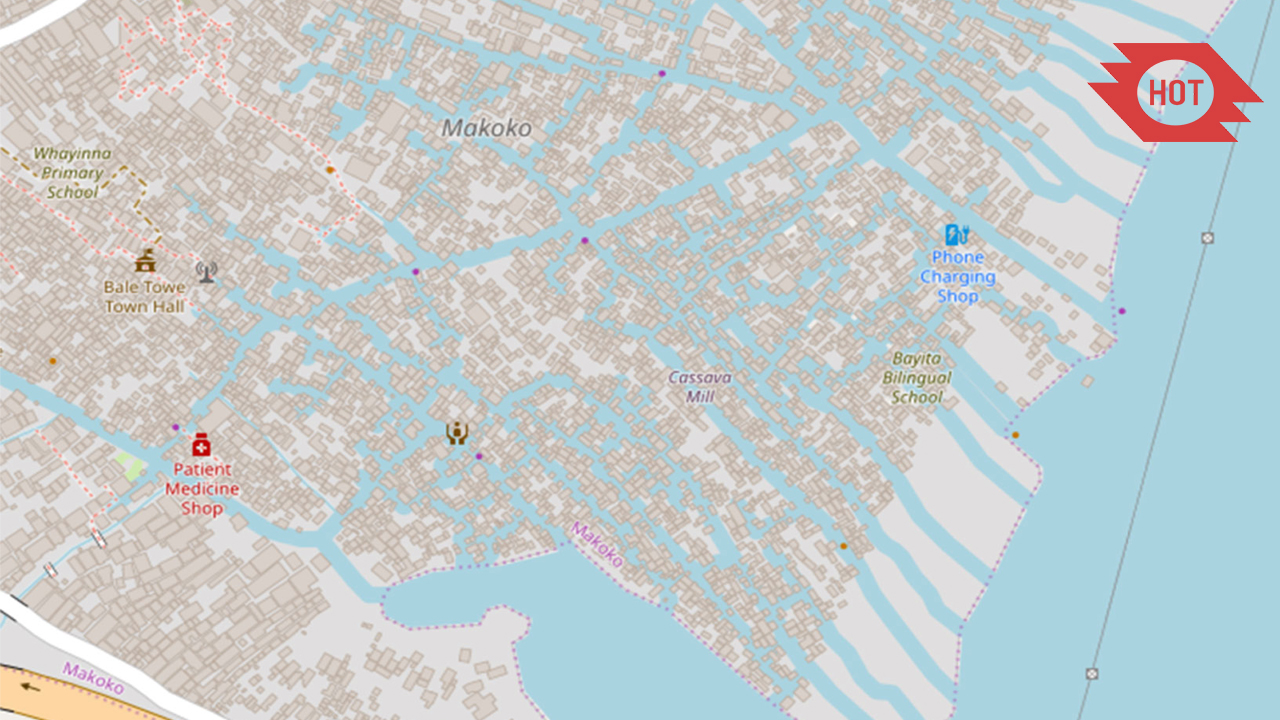 HOT
Makoko
Whayinna
Primary
School
Phone
Charging
Shop
Bale Towe
Town Hall
Bayita
Bilingual
School
Cassava
Mill
Patient
Medicine
Shop
Makoko
Makoko